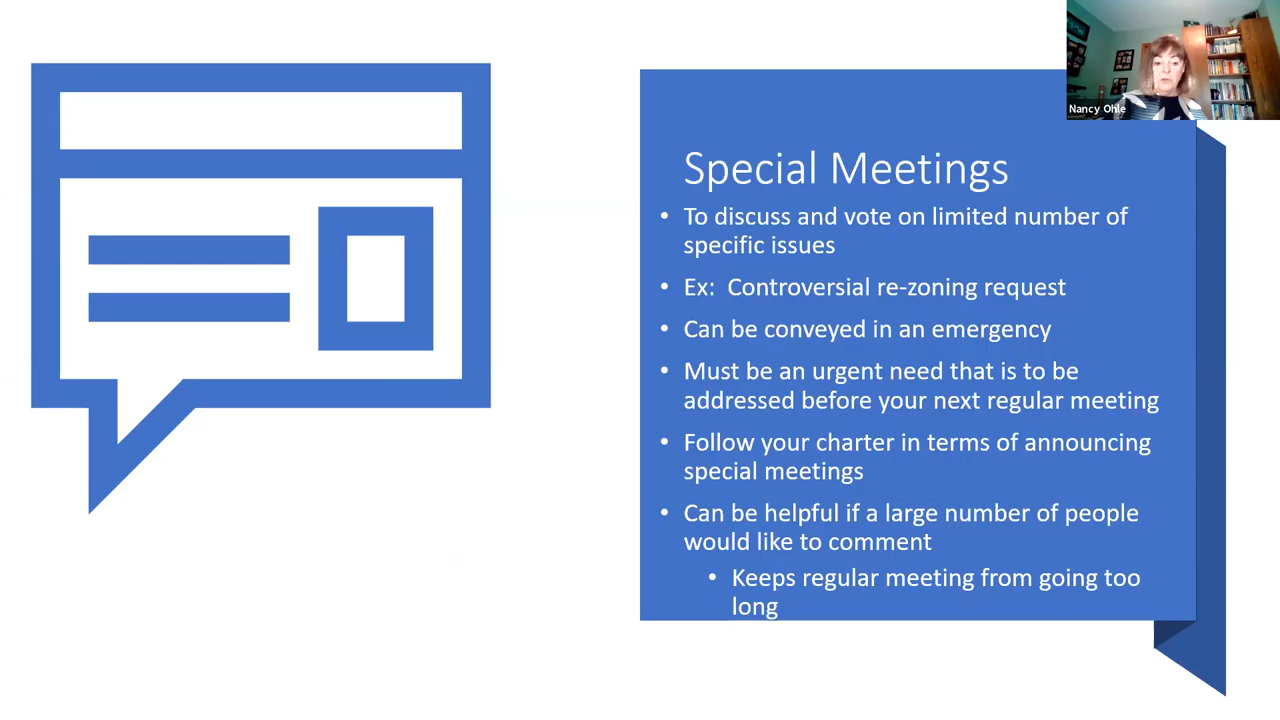 Nancy Ohle
Special Meetings
• To discuss and vote on limited number of
specific issues
• Ex: Controversial re-zoning request
• Can be conveyed in an emergency
• Must be an urgent need that is to be
addressed before your next regular meeting
• Follow your charter in terms of announcing
special meetings
• Can be helpful if a large number of people
would like to comment
• Keeps regular meeting from going too
long